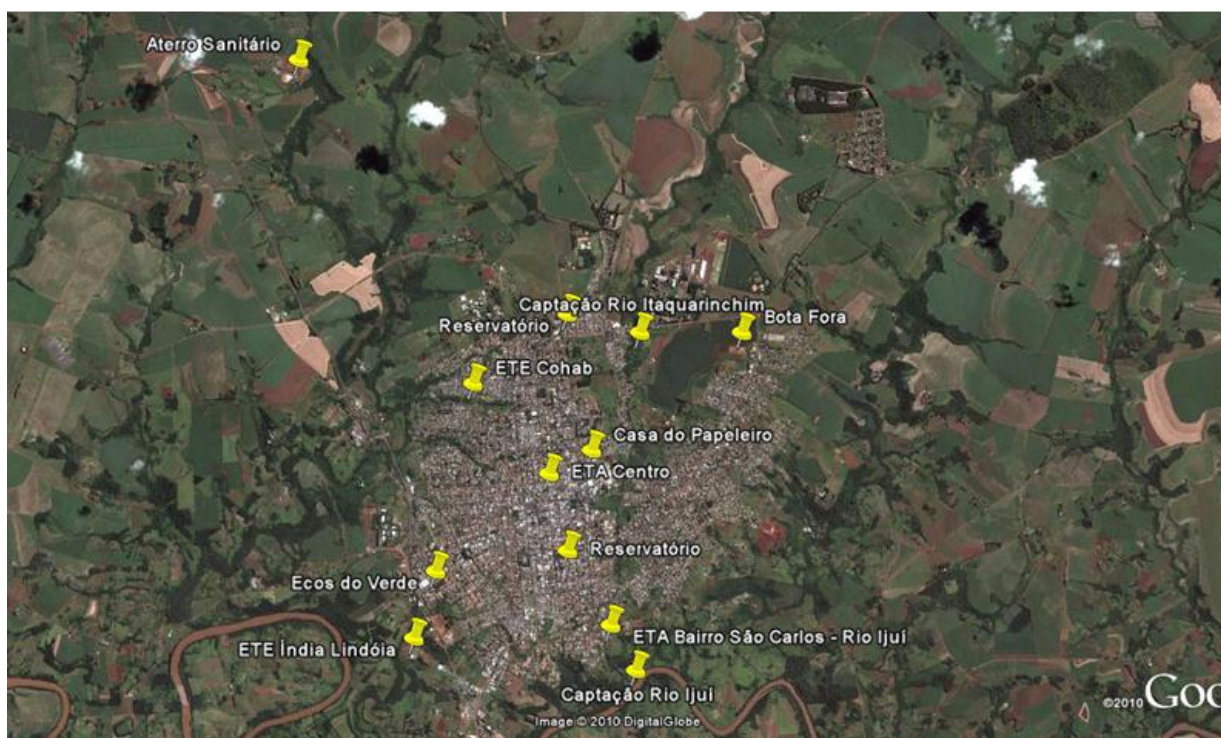 Aterro Sanitário
Captação Rio Itaquarinchim
Bota Fora
Reservatório
ETE Cohab
Casa do Papeleiro
ETA Centro
Reservatório
Ecos do Verde
ETA Bairro São Carlos - Rio Ijuí
ETE Índia Lindóia
Captação Rio Ijuí
©2010 Goo
Image © 2010 DigitalGlobe